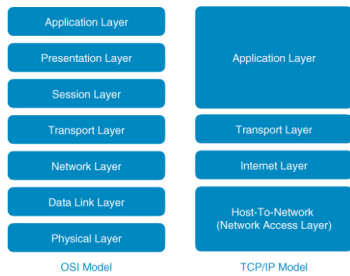 Application Layer
Presentation Layer
Session Layer
Transport Layer
Network Layer
Data Link Layer
Physical Layer
OSI Model
Application Layer
Transport Layer
Internet Layer
Host-To-Network
(Network Access Layer)
TCP/IP Model